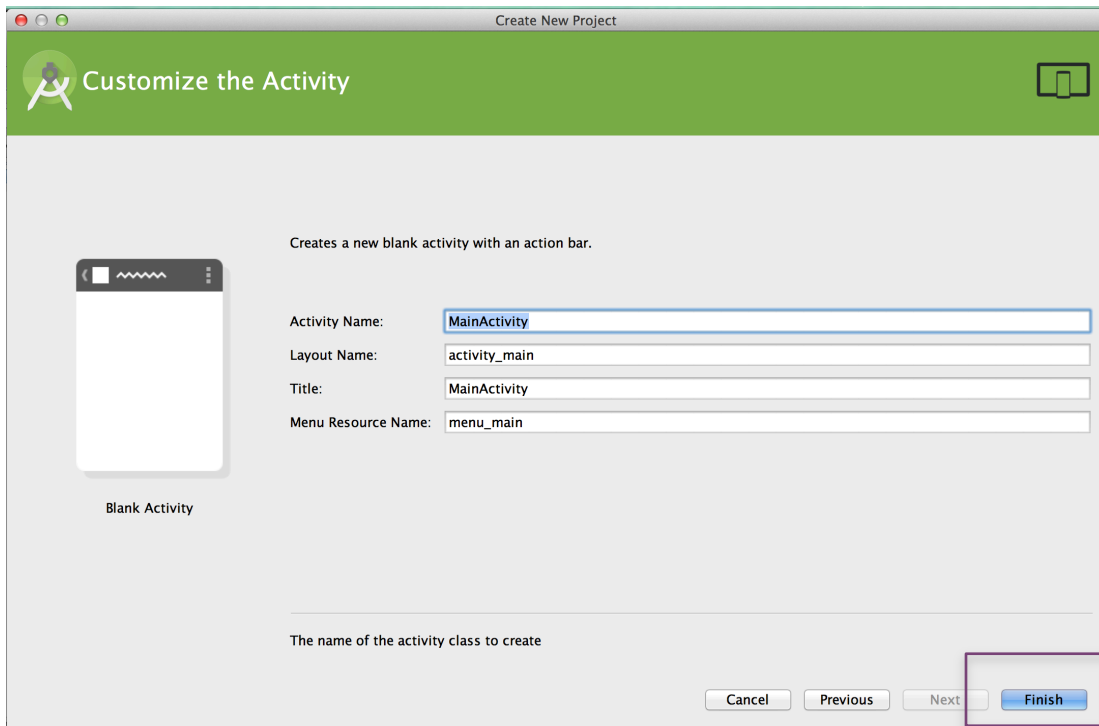 Create New Project
Customize the Activity
Creates a new blank activity with an action bar.
Activity Name: MainActivity
Layout Name: activity_main
Title: MainActivity
Menu Resource Name: menu_main
Blank Activity
The name of the activity class to create
Cancel Previous Next Finish